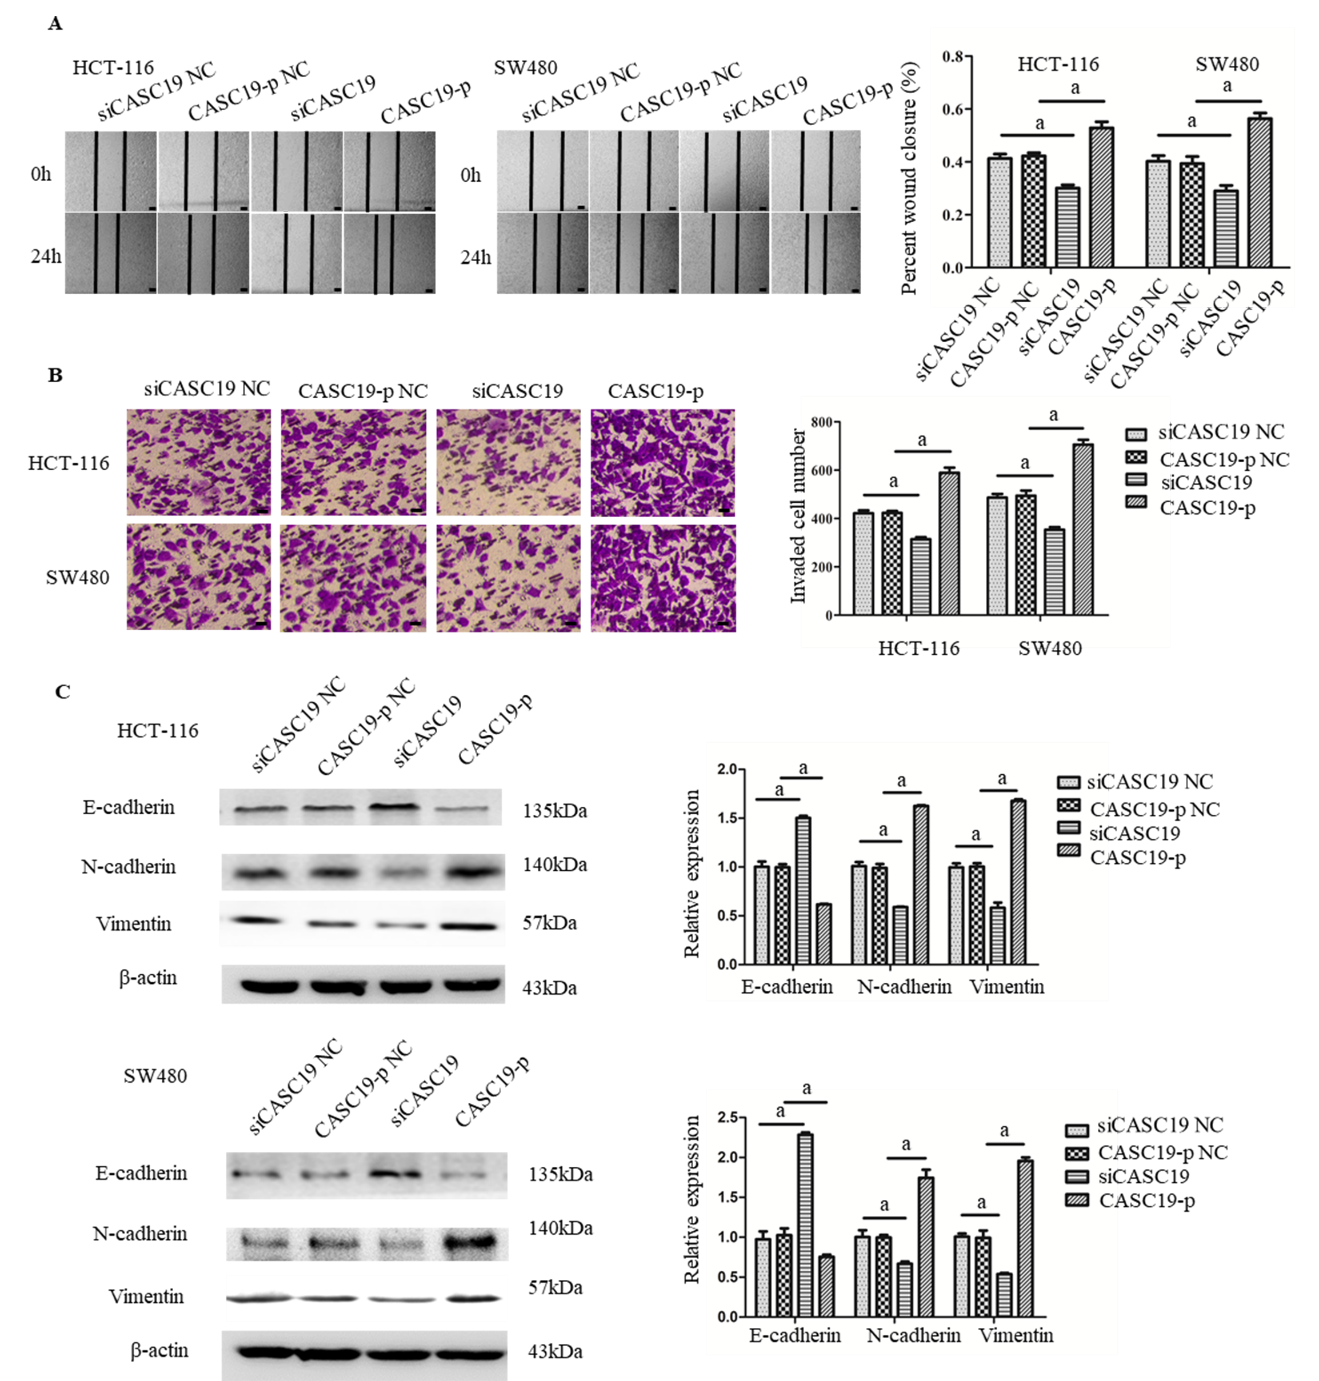 A
HCT-116
siCASC19 NC
CASC19-p NC
siCASC19
CASC19-p
0h
24h
SW480
siCASC19 NC
CASC19-p NC
siCASC19
CASC19-p
0h
24h
Percent wound closure (%)
0.8
0.6
0.4
0.2
0.0
HCT-116
SW480
a
a
a
a
siCASC19 NC
CASC19-p NC
siCASC19
CASC19-p
siCASC19 NC
CASC19-p NC
siCASC19
CASC19-p
B
siCASC19 NC
CASC19-p NC
siCASC19
CASC19-p
HCT-116
SW480
Invaded cell number
800
600
400
200
0
a
a
a
a
HCT-116
SW480
siCASC19 NC
CASC19-p NC
siCASC19
CASC19-p
C
HCT-116
siCASC19 NC
CASC19-p NC
siCASC19
CASC19-p
E-cadherin
135kDa
N-cadherin
140kDa
Vimentin
57kDa
β-actin
43kDa
Relative expression
2.0
1.5
1.0
0.5
0.0
a
a
a
a
a
a
E-cadherin
N-cadherin
Vimentin
siCASC19 NC
CASC19-p NC
siCASC19
CASC19-p
SW480
siCASC19 NC
CASC19-p NC
siCASC19
CASC19-p
E-cadherin
135kDa
N-cadherin
140kDa
Vimentin
57kDa
β-actin
43kDa
Relative expression
2.5
2.0
1.5
1.0
0.5
0.0
a
a
a
a
a
a
E-cadherin
N-cadherin
Vimentin
siCASC19 NC
CASC19-p NC
siCASC19
CASC19-p